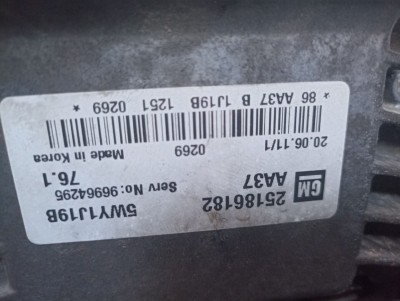 GM
25186182
AA37
5WY1J19B
Serv No: 96964295
76.1
20.06.11/1
0269
Made in Korea
* 86 AA37 B 1J19B 1251 0269 *